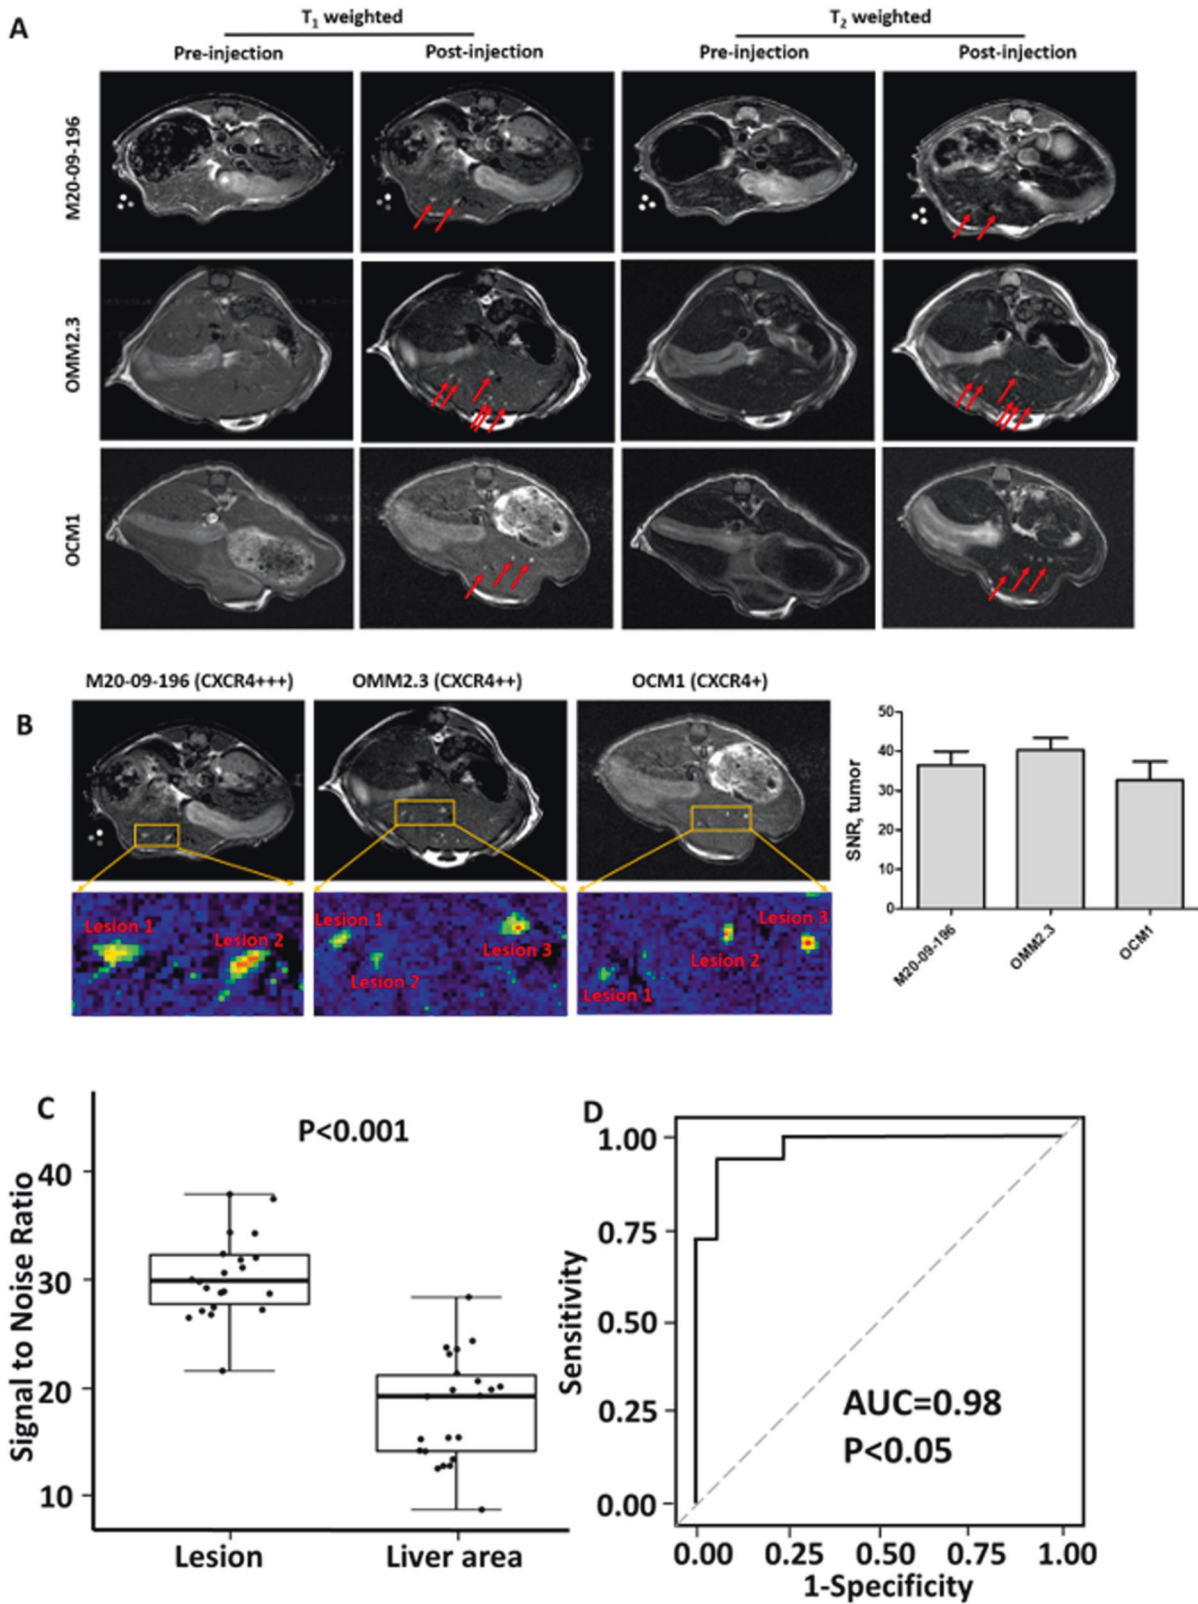 A
T1 weighted
T2 weighted
Pre-injection
Post-injection
Pre-injection
Post-injection
M20-09-196
OMM2.3
OCM1
B
M20-09-196 (CXCR4+++)
OMM2.3 (CXCR4++)
OCM1 (CXCR4+)
Lesion 1
Lesion 2
Lesion 1
Lesion 2
Lesion 3
Lesion 1
Lesion 2
Lesion 3
SNR, tumor
50
40
30
20
10
0
M20-09-196
OMM2.3
OCM1
C
P<0.001
Signal to Noise Ratio
40
30
20
10
Lesion
Liver area
D
Sensitivity
1.00
0.75
0.50
0.25
0.00
AUC=0.98
P<0.05
0.00 0.25 0.50 0.75 1.00
1-Specificity